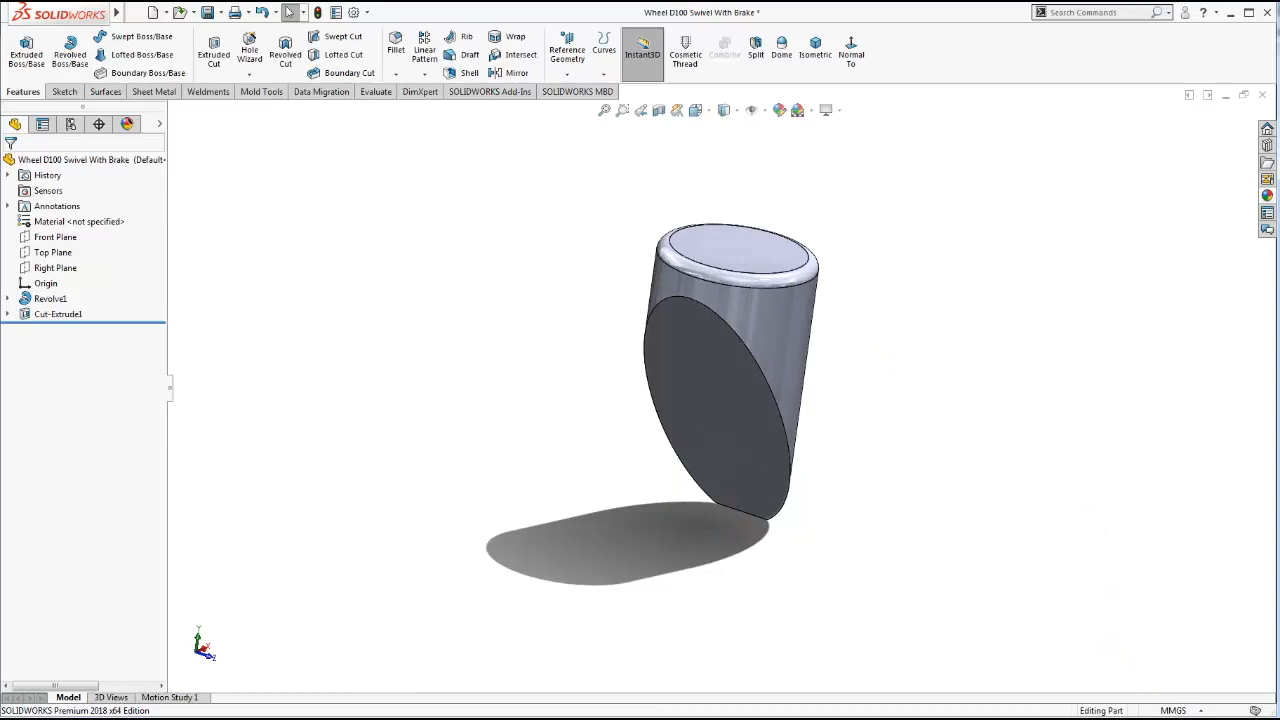 SOLIDWORKS
Wheel D100 Swivel With Brake *
Search Commands
Extruded Boss/Base
Revolved Boss/Base
Swept Boss/Base
Lofted Boss/Base
Boundary Boss/Base
Extruded Cut
Hole Wizard
Revolved Cut
Swept Cut
Lofted Cut
Boundary Cut
Fillet
Linear Pattern
Rib
Draft
Shell
Wrap
Intersect
Mirror
Reference Geometry
Curves
Instant3D
Cosmetic Thread
Combine
Split
Dome
Isometric
Normal To
Features Sketch Surfaces Sheet Metal Weldments Mold Tools Data Migration Evaluate DimXpert SOLIDWORKS Add-Ins SOLIDWORKS MBD
Wheel D100 Swivel With Brake (Default
History
Sensors
Annotations
Material <not specified>
Front Plane
Top Plane
Right Plane
Origin
Revolve1
Cut-Extrude1
Y
X
Z
Model 3D Views Motion Study 1
SOLIDWORKS Premium 2018 x64 Edition
Editing Part
MMGS